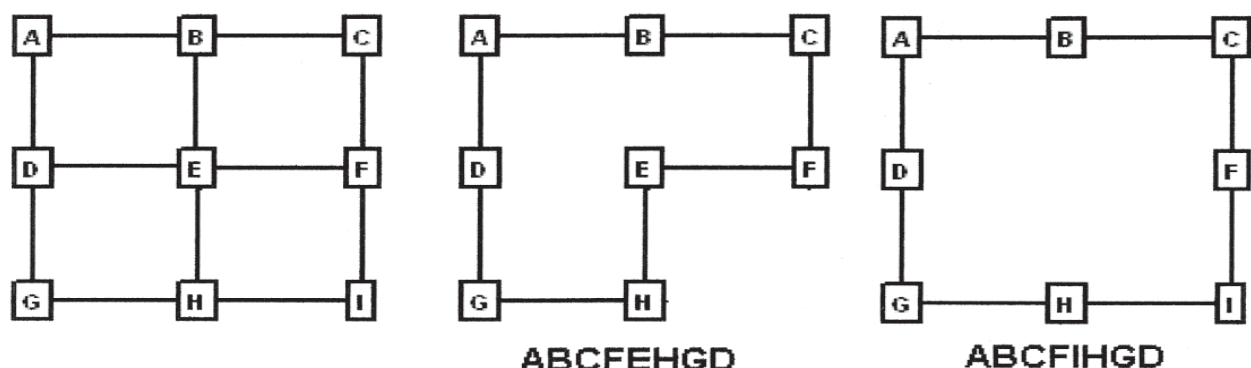 A B C A B C A B C
D E F D E F D F
G H I G H G H I
ABCFEHGD ABCFIHGD